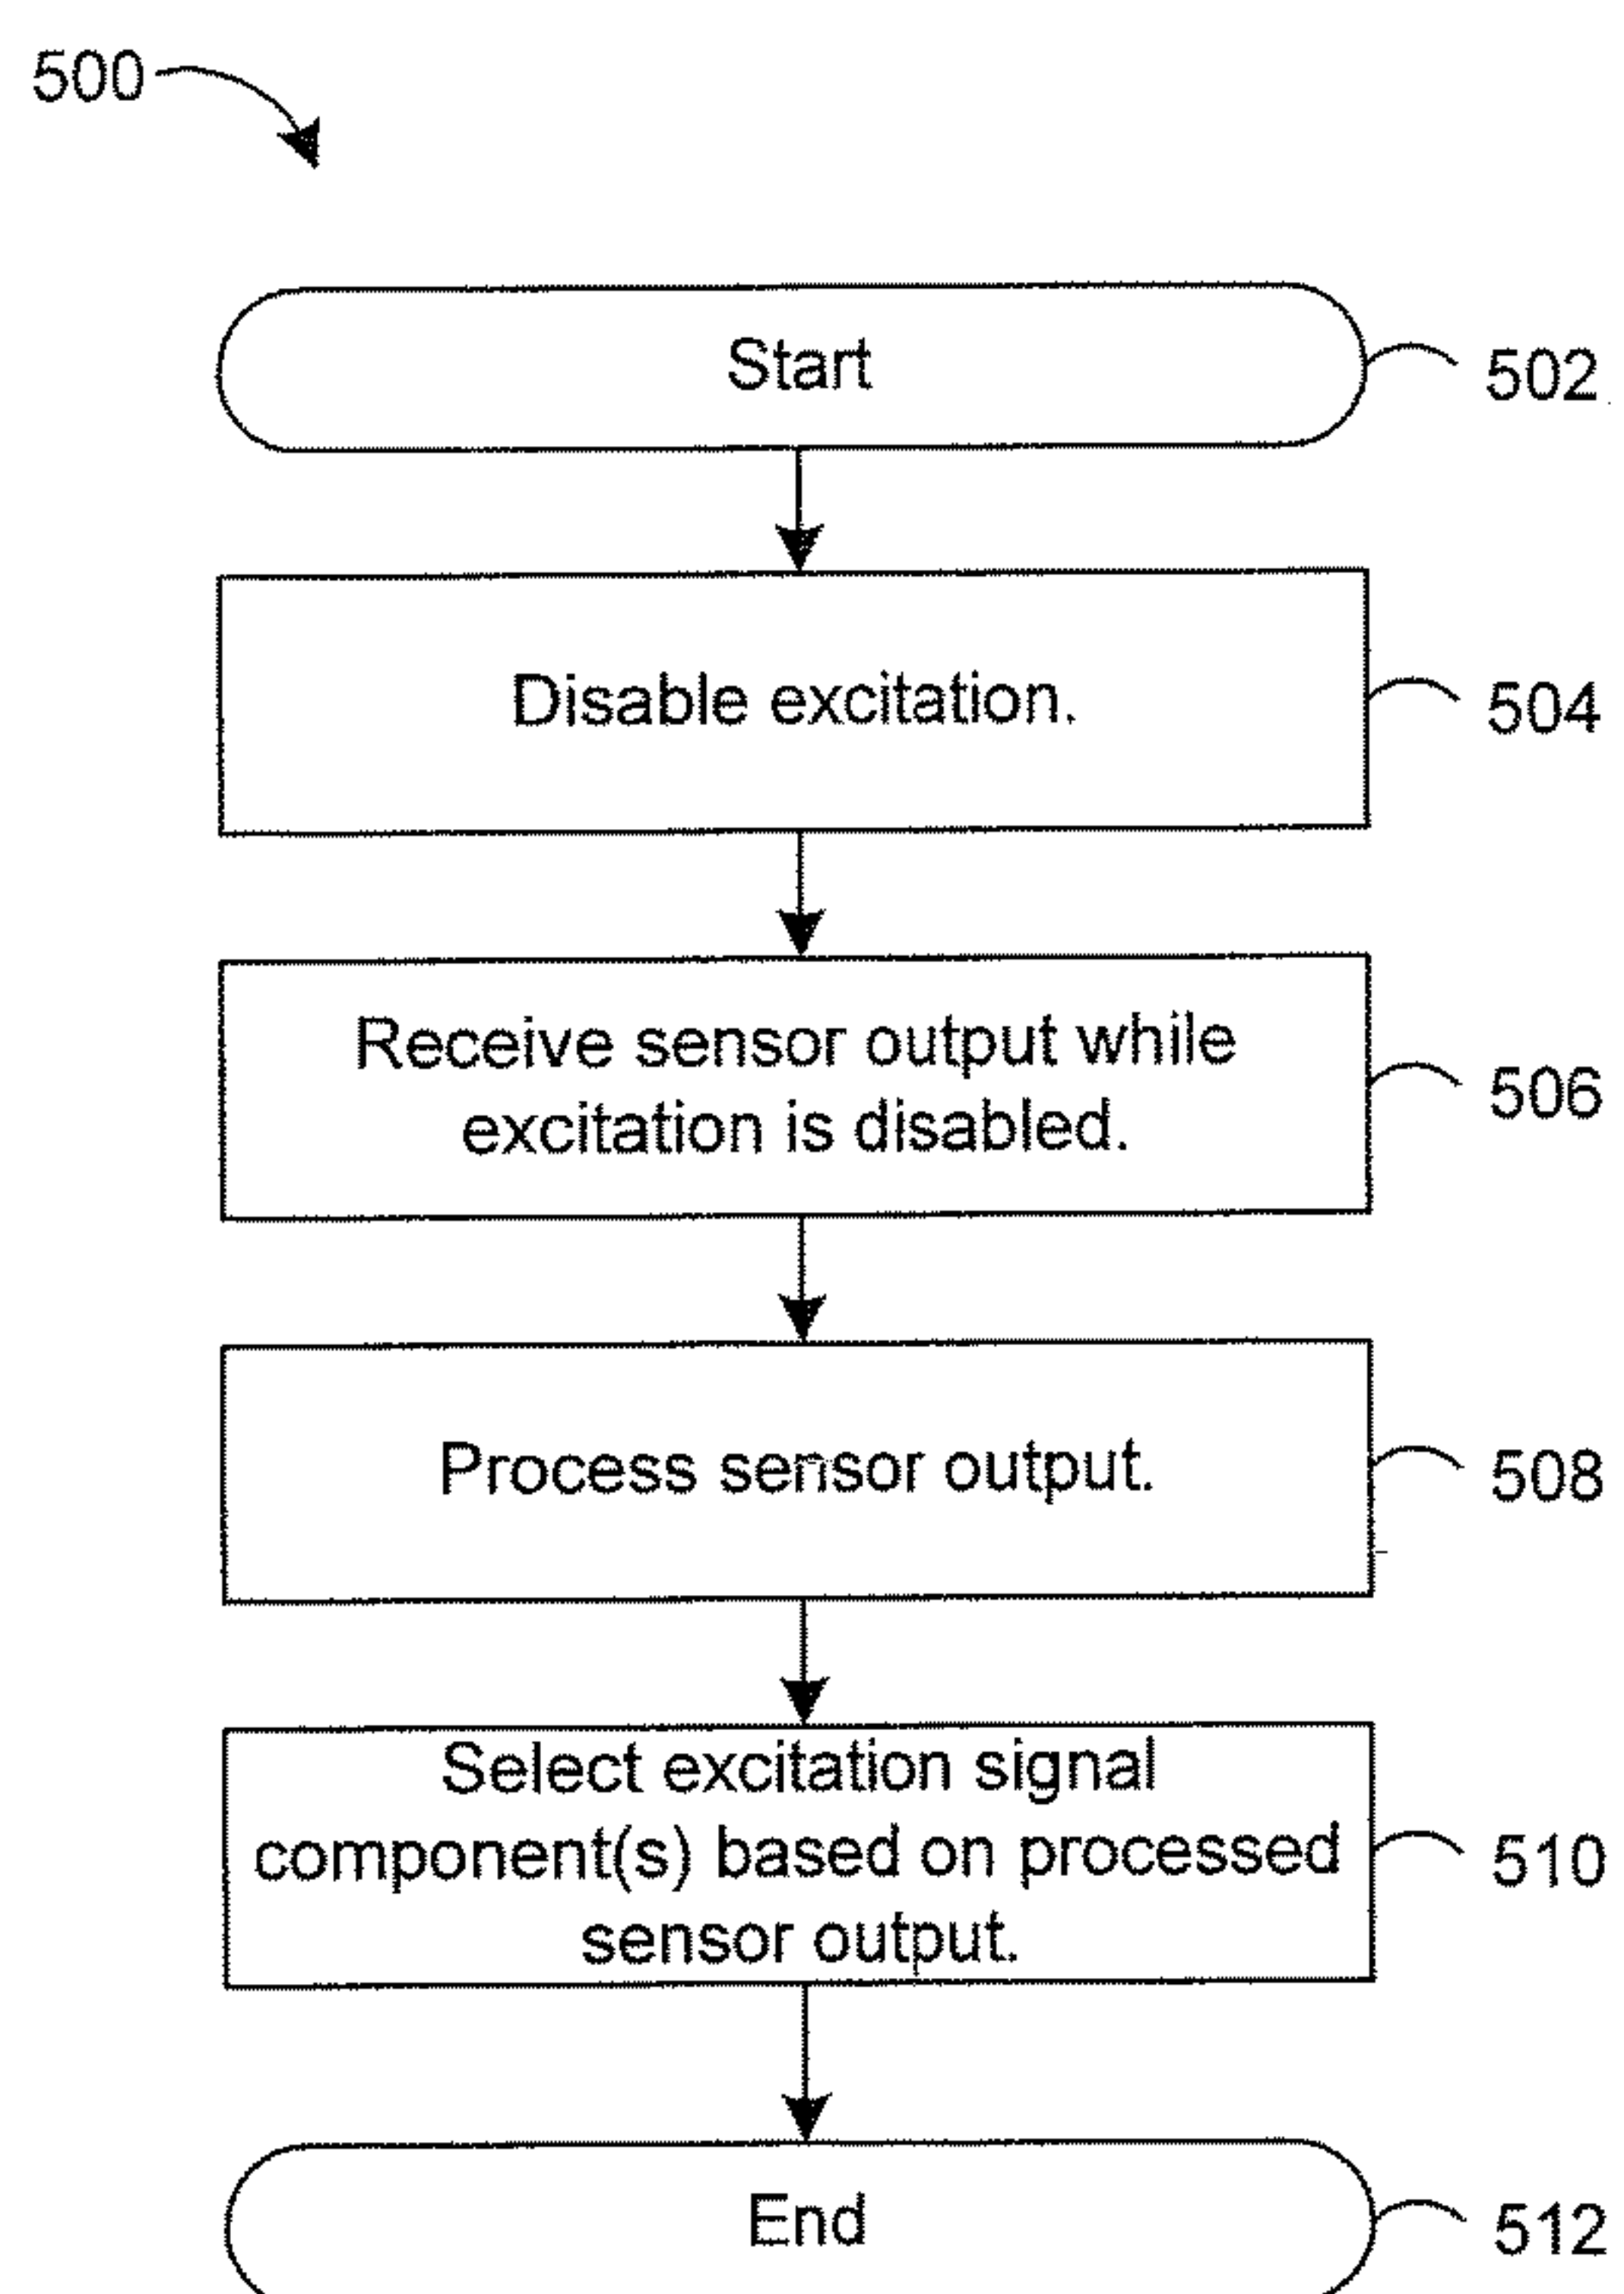 500
Start
502
Disable excitation.
504
Receive sensor output while
excitation is disabled.
506
Process sensor output.
508
Select excitation signal
component(s) based on processed
sensor output.
510
End
512